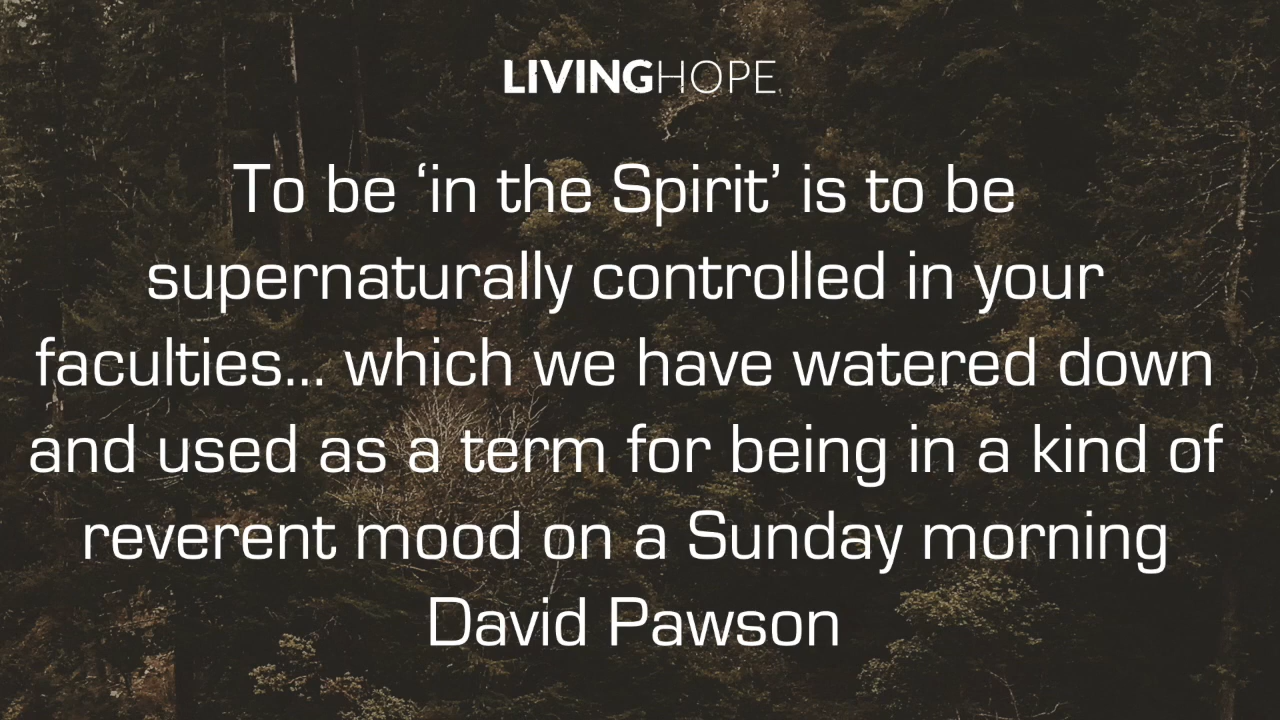 LIVINGHOPE
To be ‘in the Spirit’ is to be
supernaturally controlled in your
faculties... which we have watered down
and used as a term for being in a kind of
reverent mood on a Sunday morning
David Pawson